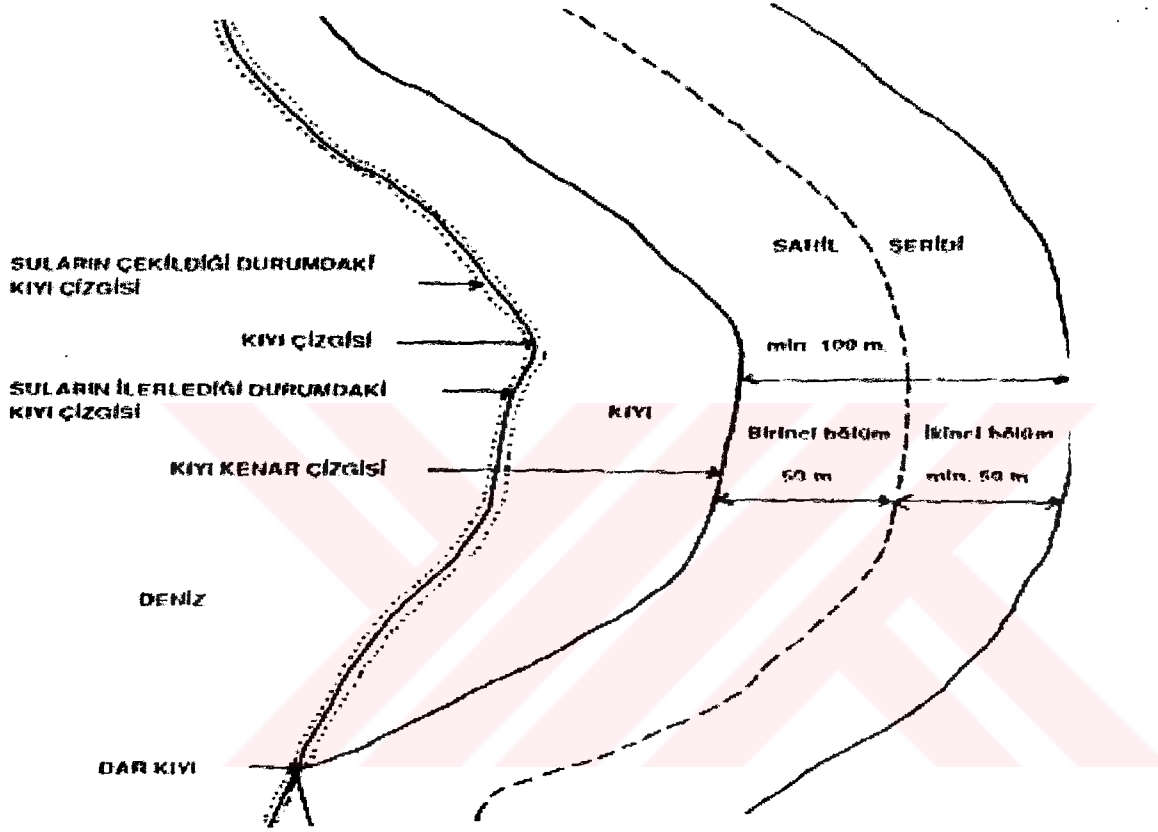 SAHİL ŞERİDİ
SULARIN ÇEKİLDİĞİ DURUMDAKİ
KIYI ÇİZGİSİ
KIYI ÇİZGİSİ
min. 100 m.
SULARIN İLERLEDİĞİ DURUMDAKİ
KIYI ÇİZGİSİ
KIYI
Birinci bölüm
İkinci bölüm
KIYI KENAR ÇİZGİSİ
50 m
min. 50 m
DENİZ
DAR KIYI